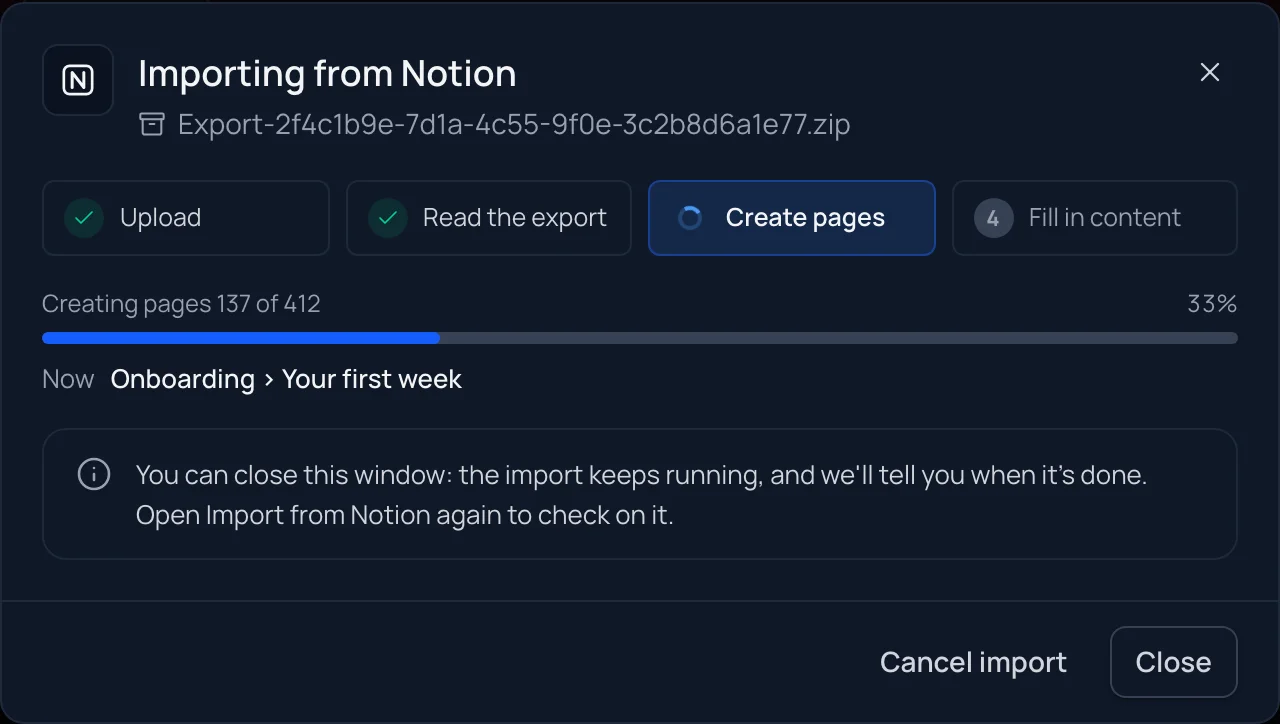 N
Importing from Notion
Export-2f4c1b9e-7d1a-4c55-9f0e-3c2b8d6a1e77.zip
Upload
Read the export
Create pages
4 Fill in content
Creating pages 137 of 412
33%
Now Onboarding > Your first week
You can close this window: the import keeps running, and we'll tell you when it's done.
Open Import from Notion again to check on it.
Cancel import
Close